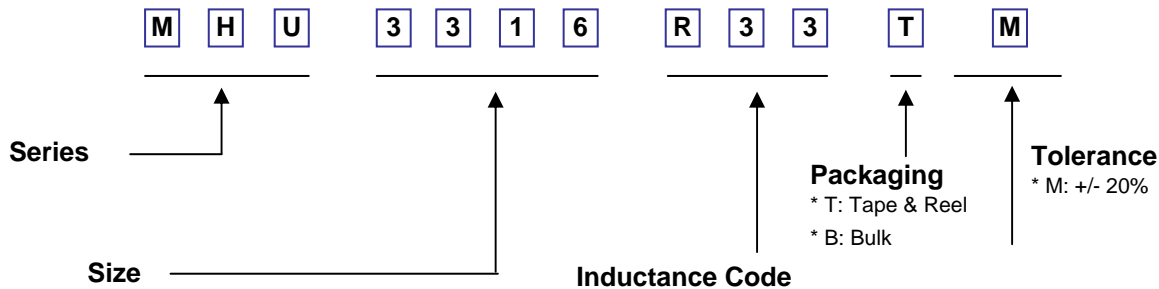 M H U 3 3 1 6 R 3 3 T M
Series
Tolerance
* M: +/- 20%
Packaging
* T: Tape & Reel
* B: Bulk
Size
Inductance Code